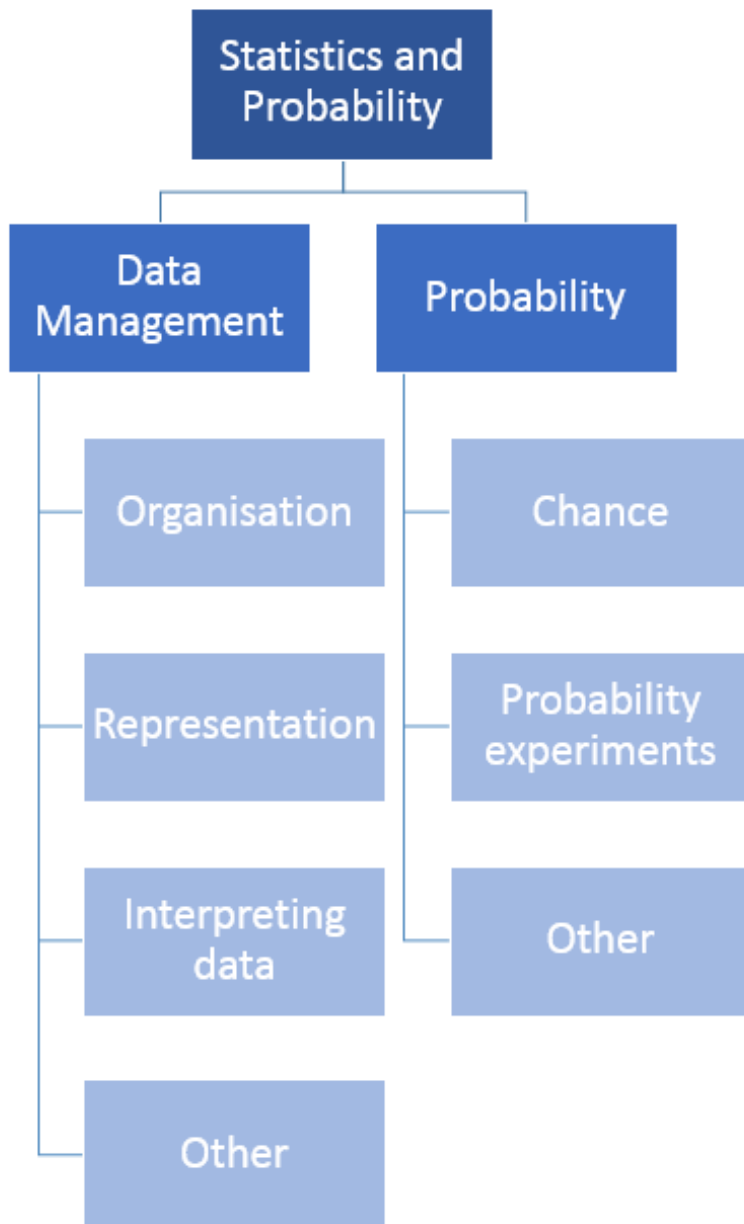 Statistics and
Probability
Data
Management
Probability
Organisation
Chance
Representation
Probability
experiments
Interpreting
data
Other
Other